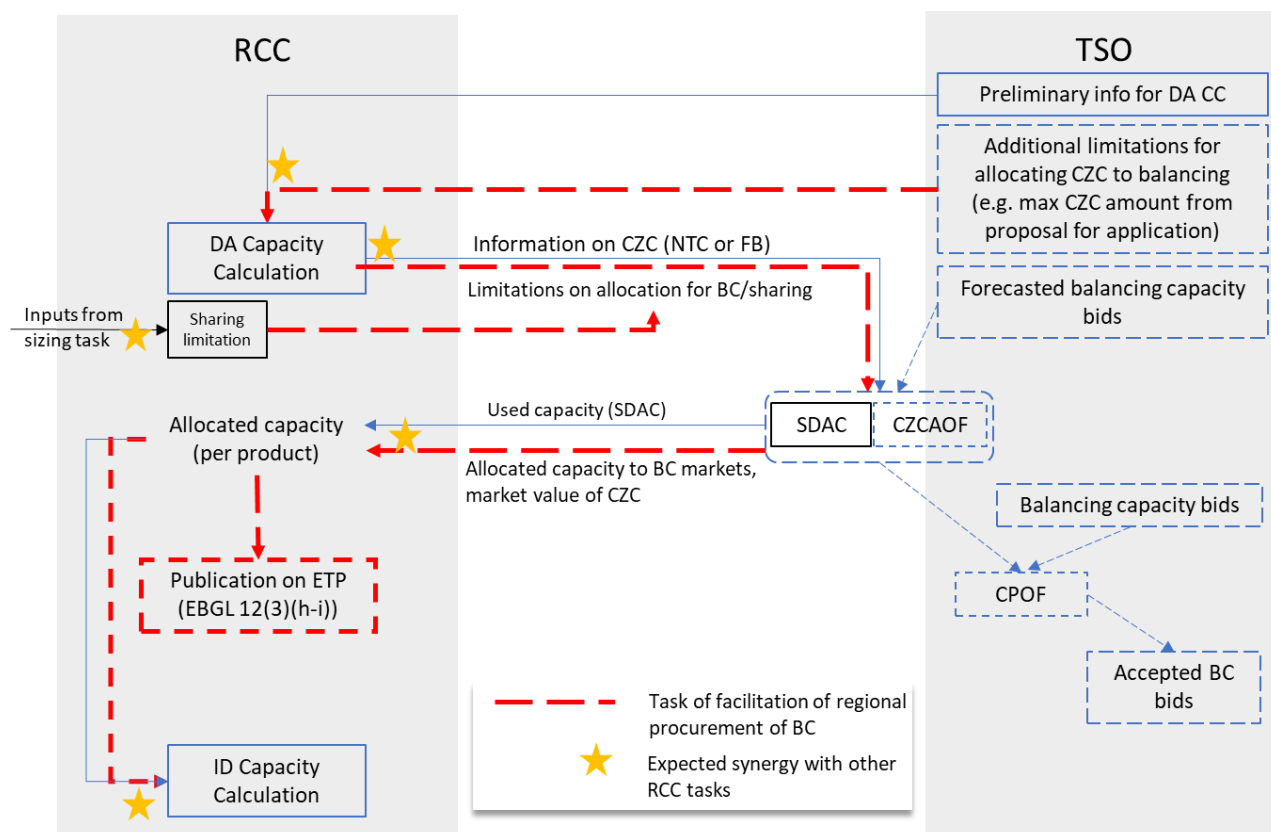 RCC
TSO
Preliminary info for DA CC
Additional limitations for
allocating CZC to balancing
(e.g. max CZC amount from
proposal for application)
DA Capacity
Calculation
Information on CZC (NTC or FB)
Limitations on allocation for BC/sharing
Forecasted balancing capacity
bids
Inputs from
sizing task
Sharing
limitation
Used capacity (SDAC)
SDAC
CZCAOF
Allocated capacity
(per product)
Allocated capacity to BC markets,
market value of CZC
Balancing capacity bids
Publication on ETP
(EBGL 12(3)(h-i))
CPOF
Accepted BC
bids
Task of facilitation of regional
procurement of BC
Expected synergy with other
RCC tasks
ID Capacity
Calculation